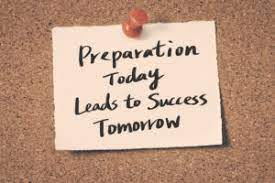 Preparation
Today
Leads to Success
Tomorrow